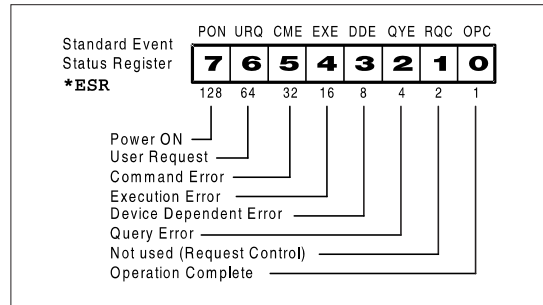 PON URQ CME EXE DDE QYE RQC OPC
Standard Event
Status Register
*ESR
7 6 5 4 3 2 1 0
128 64 32 16 8 4 2 1
Power ON
User Request
Command Error
Execution Error
Device Dependent Error
Query Error
Not used (Request Control)
Operation Complete